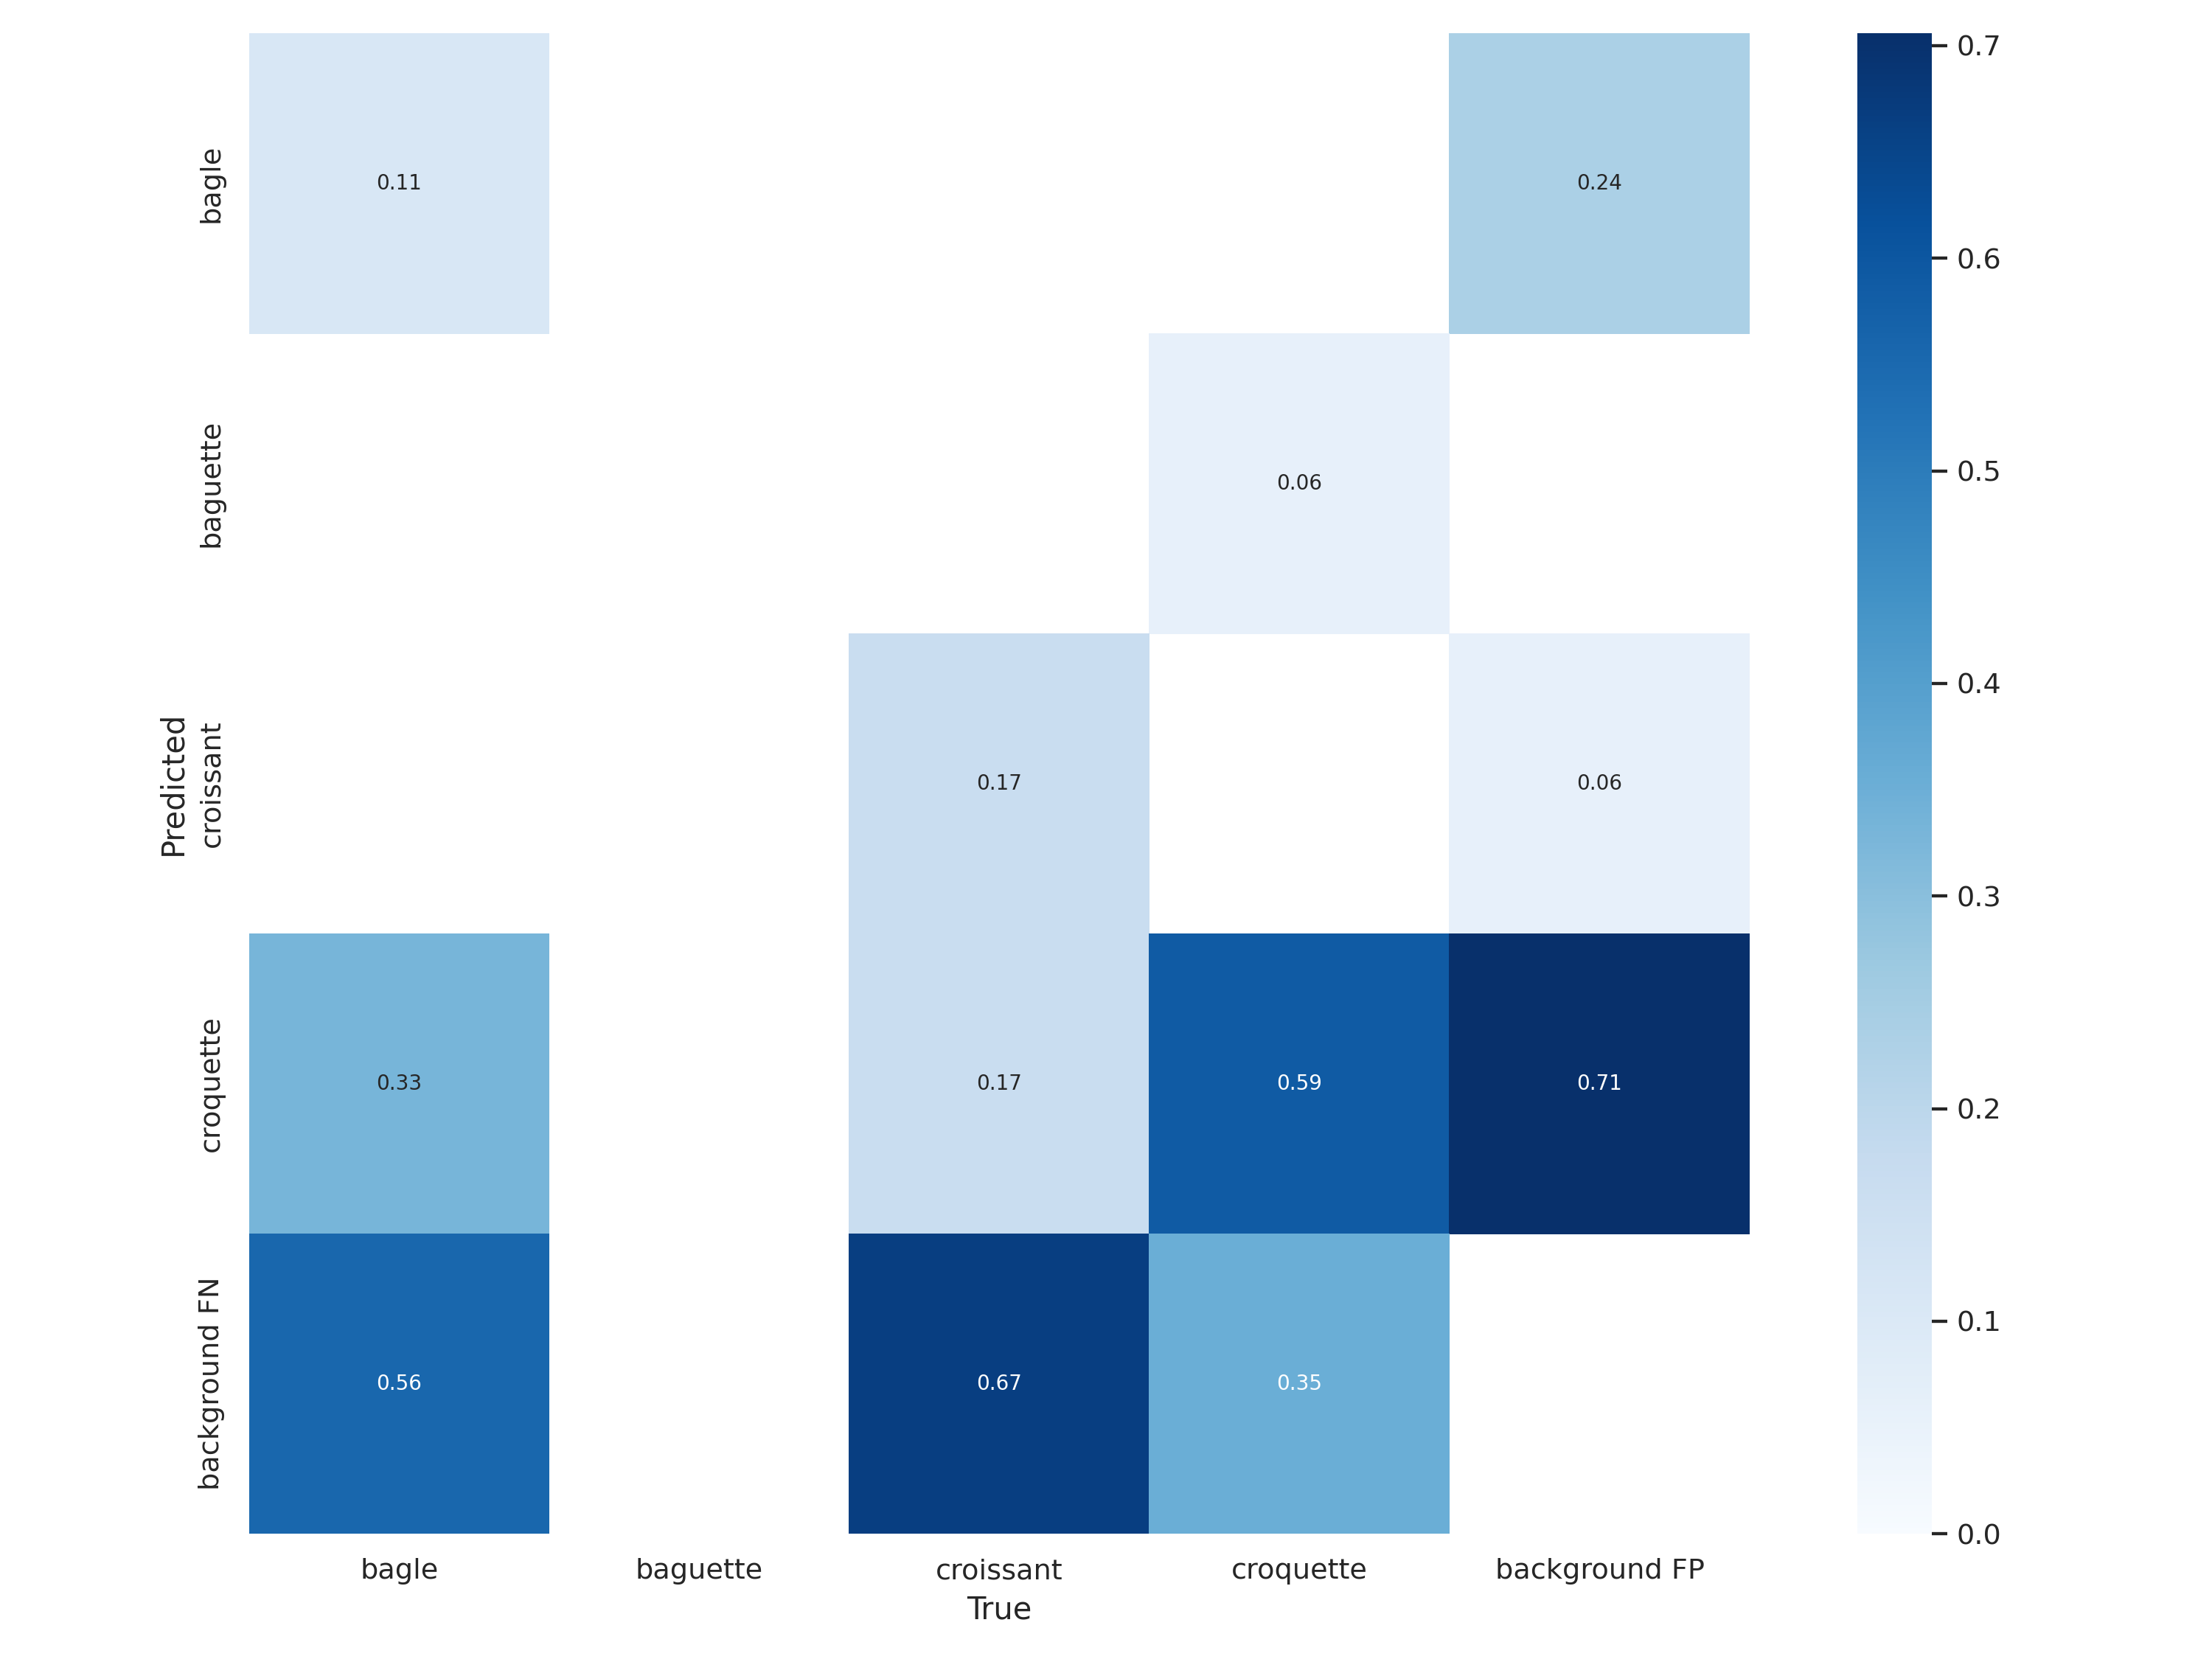 bagle
0.11
0.24
baguette
0.06
Predicted
croissant
0.17
0.06
croquette
0.33
0.17
0.59
0.71
background FN
0.56
0.67
0.35
bagle
baguette
croissant
croquette
background FP
True
0.7
0.6
0.5
0.4
0.3
0.2
0.1
0.0